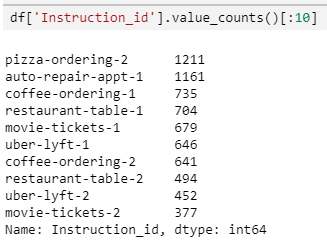 df['Instruction_id'].value_counts()[:10]
pizza-ordering-2 1211
auto-repair-appt-1 1161
coffee-ordering-1 735
restaurant-table-1 704
movie-tickets-1 679
uber-lyft-1 646
coffee-ordering-2 641
restaurant-table-2 494
uber-lyft-2 452
movie-tickets-2 377
Name: Instruction_id, dtype: int64